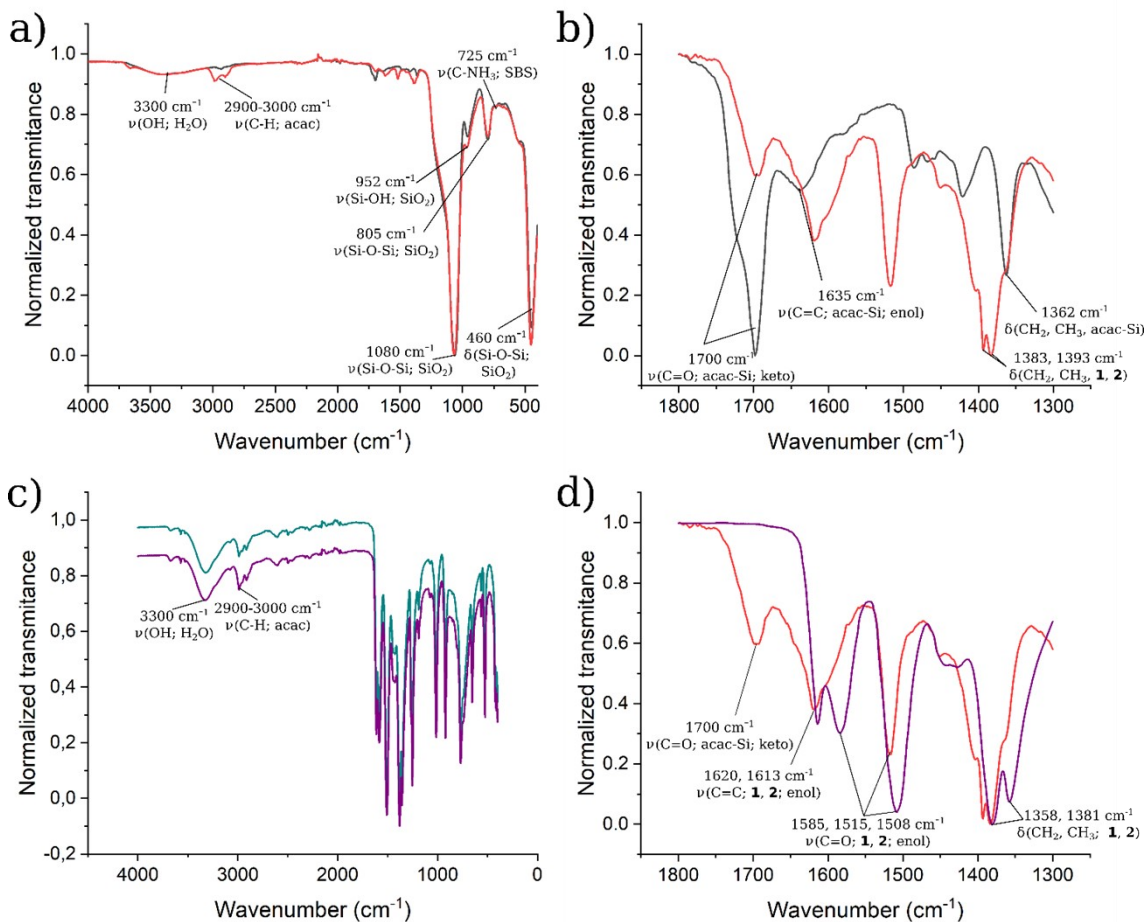 a)
Normalized transmitance
1.0
0.8
0.6
0.4
0.2
0.0
725 cm⁻¹
ν(C-NH₃; SBS)
3300 cm⁻¹
ν(OH; H₂O)
2900-3000 cm⁻¹
ν(C-H; acac)
952 cm⁻¹
ν(Si-OH; SiO₂)
805 cm⁻¹
ν(Si-O-Si; SiO₂)
1080 cm⁻¹
ν(Si-O-Si; SiO₂)
460 cm⁻¹
δ(Si-O-Si;
SiO₂)
4000 3500 3000 2500 2000 1500 1000 500
Wavenumber (cm⁻¹)
b)
Normalized transmitance
1.0
0.8
0.6
0.4
0.2
0.0
1635 cm⁻¹
ν(C=C; acac-Si; enol)
1700 cm⁻¹
ν(C=O; acac-Si; keto)
1362 cm⁻¹
δ(CH₂, CH₃, acac-Si)
1383, 1393 cm⁻¹
δ(CH₂, CH₃, 1, 2)
1800 1700 1600 1500 1400 1300
Wavenumber (cm⁻¹)
c)
Normalized transmitance
1,0
0,8
0,6
0,4
0,2
0,0
-0,2
3300 cm⁻¹
ν(OH; H₂O)
2900-3000 cm⁻¹
ν(C-H; acac)
4000 3000 2000 1000 0
Wavenumber (cm⁻¹)
d)
Normalized transmitance
1.0
0.8
0.6
0.4
0.2
0.0
1700 cm⁻¹
ν(C=O; acac-Si; keto)
1620, 1613 cm⁻¹
ν(C=C; 1, 2; enol)
1585, 1515, 1508 cm⁻¹
ν(C=O; 1, 2; enol)
1358, 1381 cm⁻¹
δ(CH₂, CH₃; 1, 2)
1800 1700 1600 1500 1400 1300
Wavenumber (cm⁻¹)